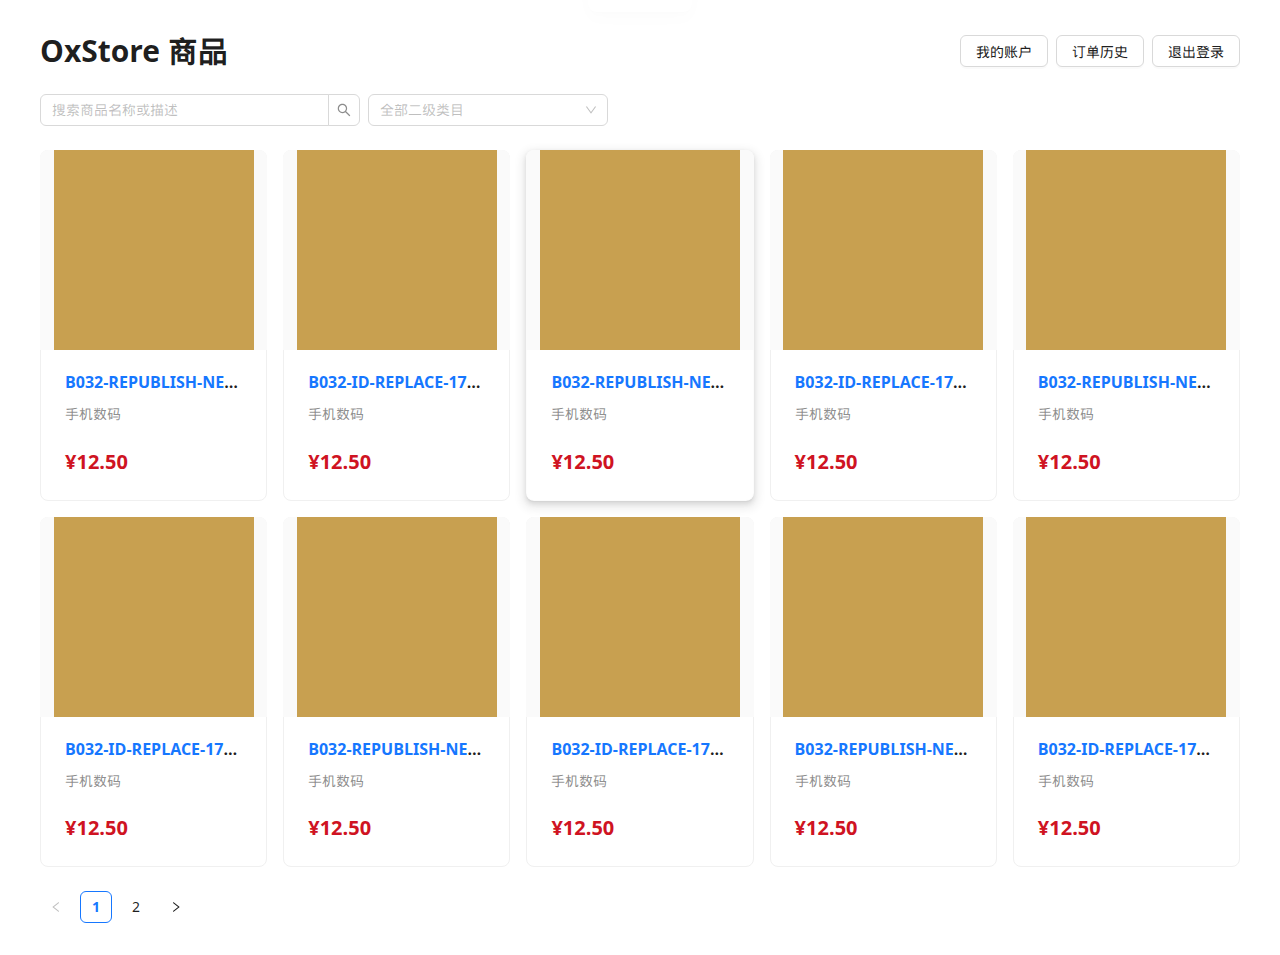 OxStore 商品
我的账户 订单历史 退出登录
搜索商品名称或描述 全部二级类目
B032-REPUBLISH-NE... B032-ID-REPLACE-17... B032-REPUBLISH-NE... B032-ID-REPLACE-17... B032-REPUBLISH-NE...
手机数码 手机数码 手机数码 手机数码 手机数码
¥12.50 ¥12.50 ¥12.50 ¥12.50 ¥12.50
B032-ID-REPLACE-17... B032-REPUBLISH-NE... B032-ID-REPLACE-17... B032-REPUBLISH-NE... B032-ID-REPLACE-17...
手机数码 手机数码 手机数码 手机数码 手机数码
¥12.50 ¥12.50 ¥12.50 ¥12.50 ¥12.50
1 2